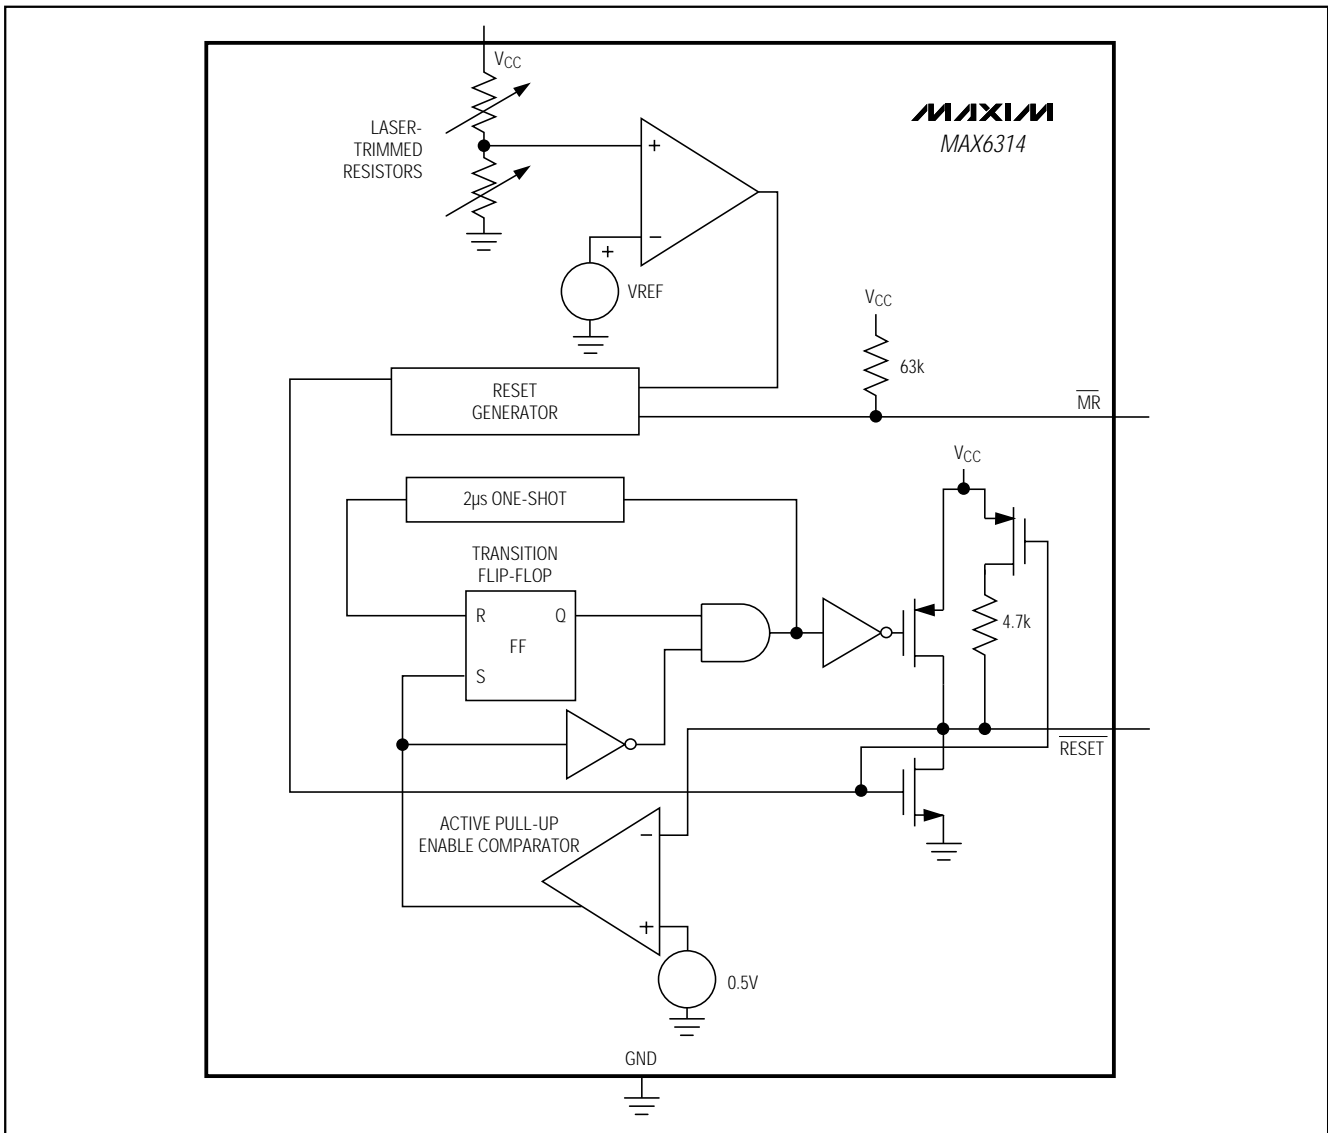 VCC
LASER-
TRIMMED
RESISTORS
MAXIM
MAX6314
+
−
+
VREF
VCC
63k
RESET
GENERATOR
MR
VCC
2µs ONE-SHOT
TRANSITION
FLIP-FLOP
R
Q
FF
S
4.7k
RESET
ACTIVE PULL-UP
ENABLE COMPARATOR
−
+
0.5V
GND